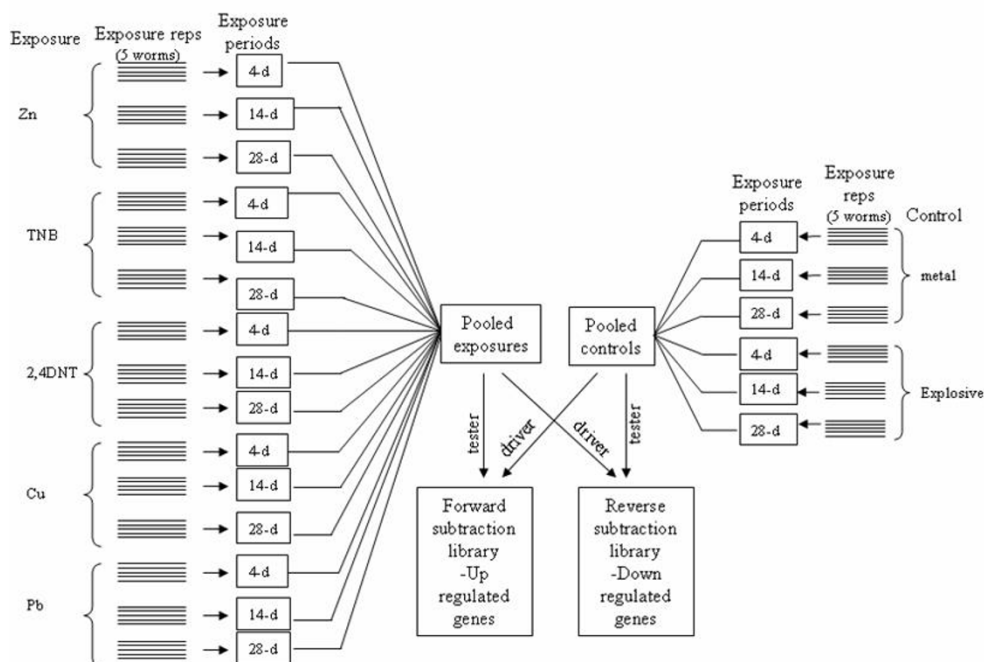 Exposure
Exposure reps
(5 worms)
Exposure
periods
Zn
4-d
14-d
28-d
TNB
4-d
14-d
28-d
2,4DNT
4-d
14-d
28-d
Cu
4-d
14-d
28-d
Pb
4-d
14-d
28-d
Pooled
exposures
Pooled
controls
Exposure
periods
Exposure
reps
(5 worms)
Control
4-d
14-d
28-d
metal
4-d
14-d
28-d
Explosive
tester
driver
driver
tester
Forward
subtraction
library
-Up
regulated
genes
Reverse
subtraction
library
-Down
regulated
genes